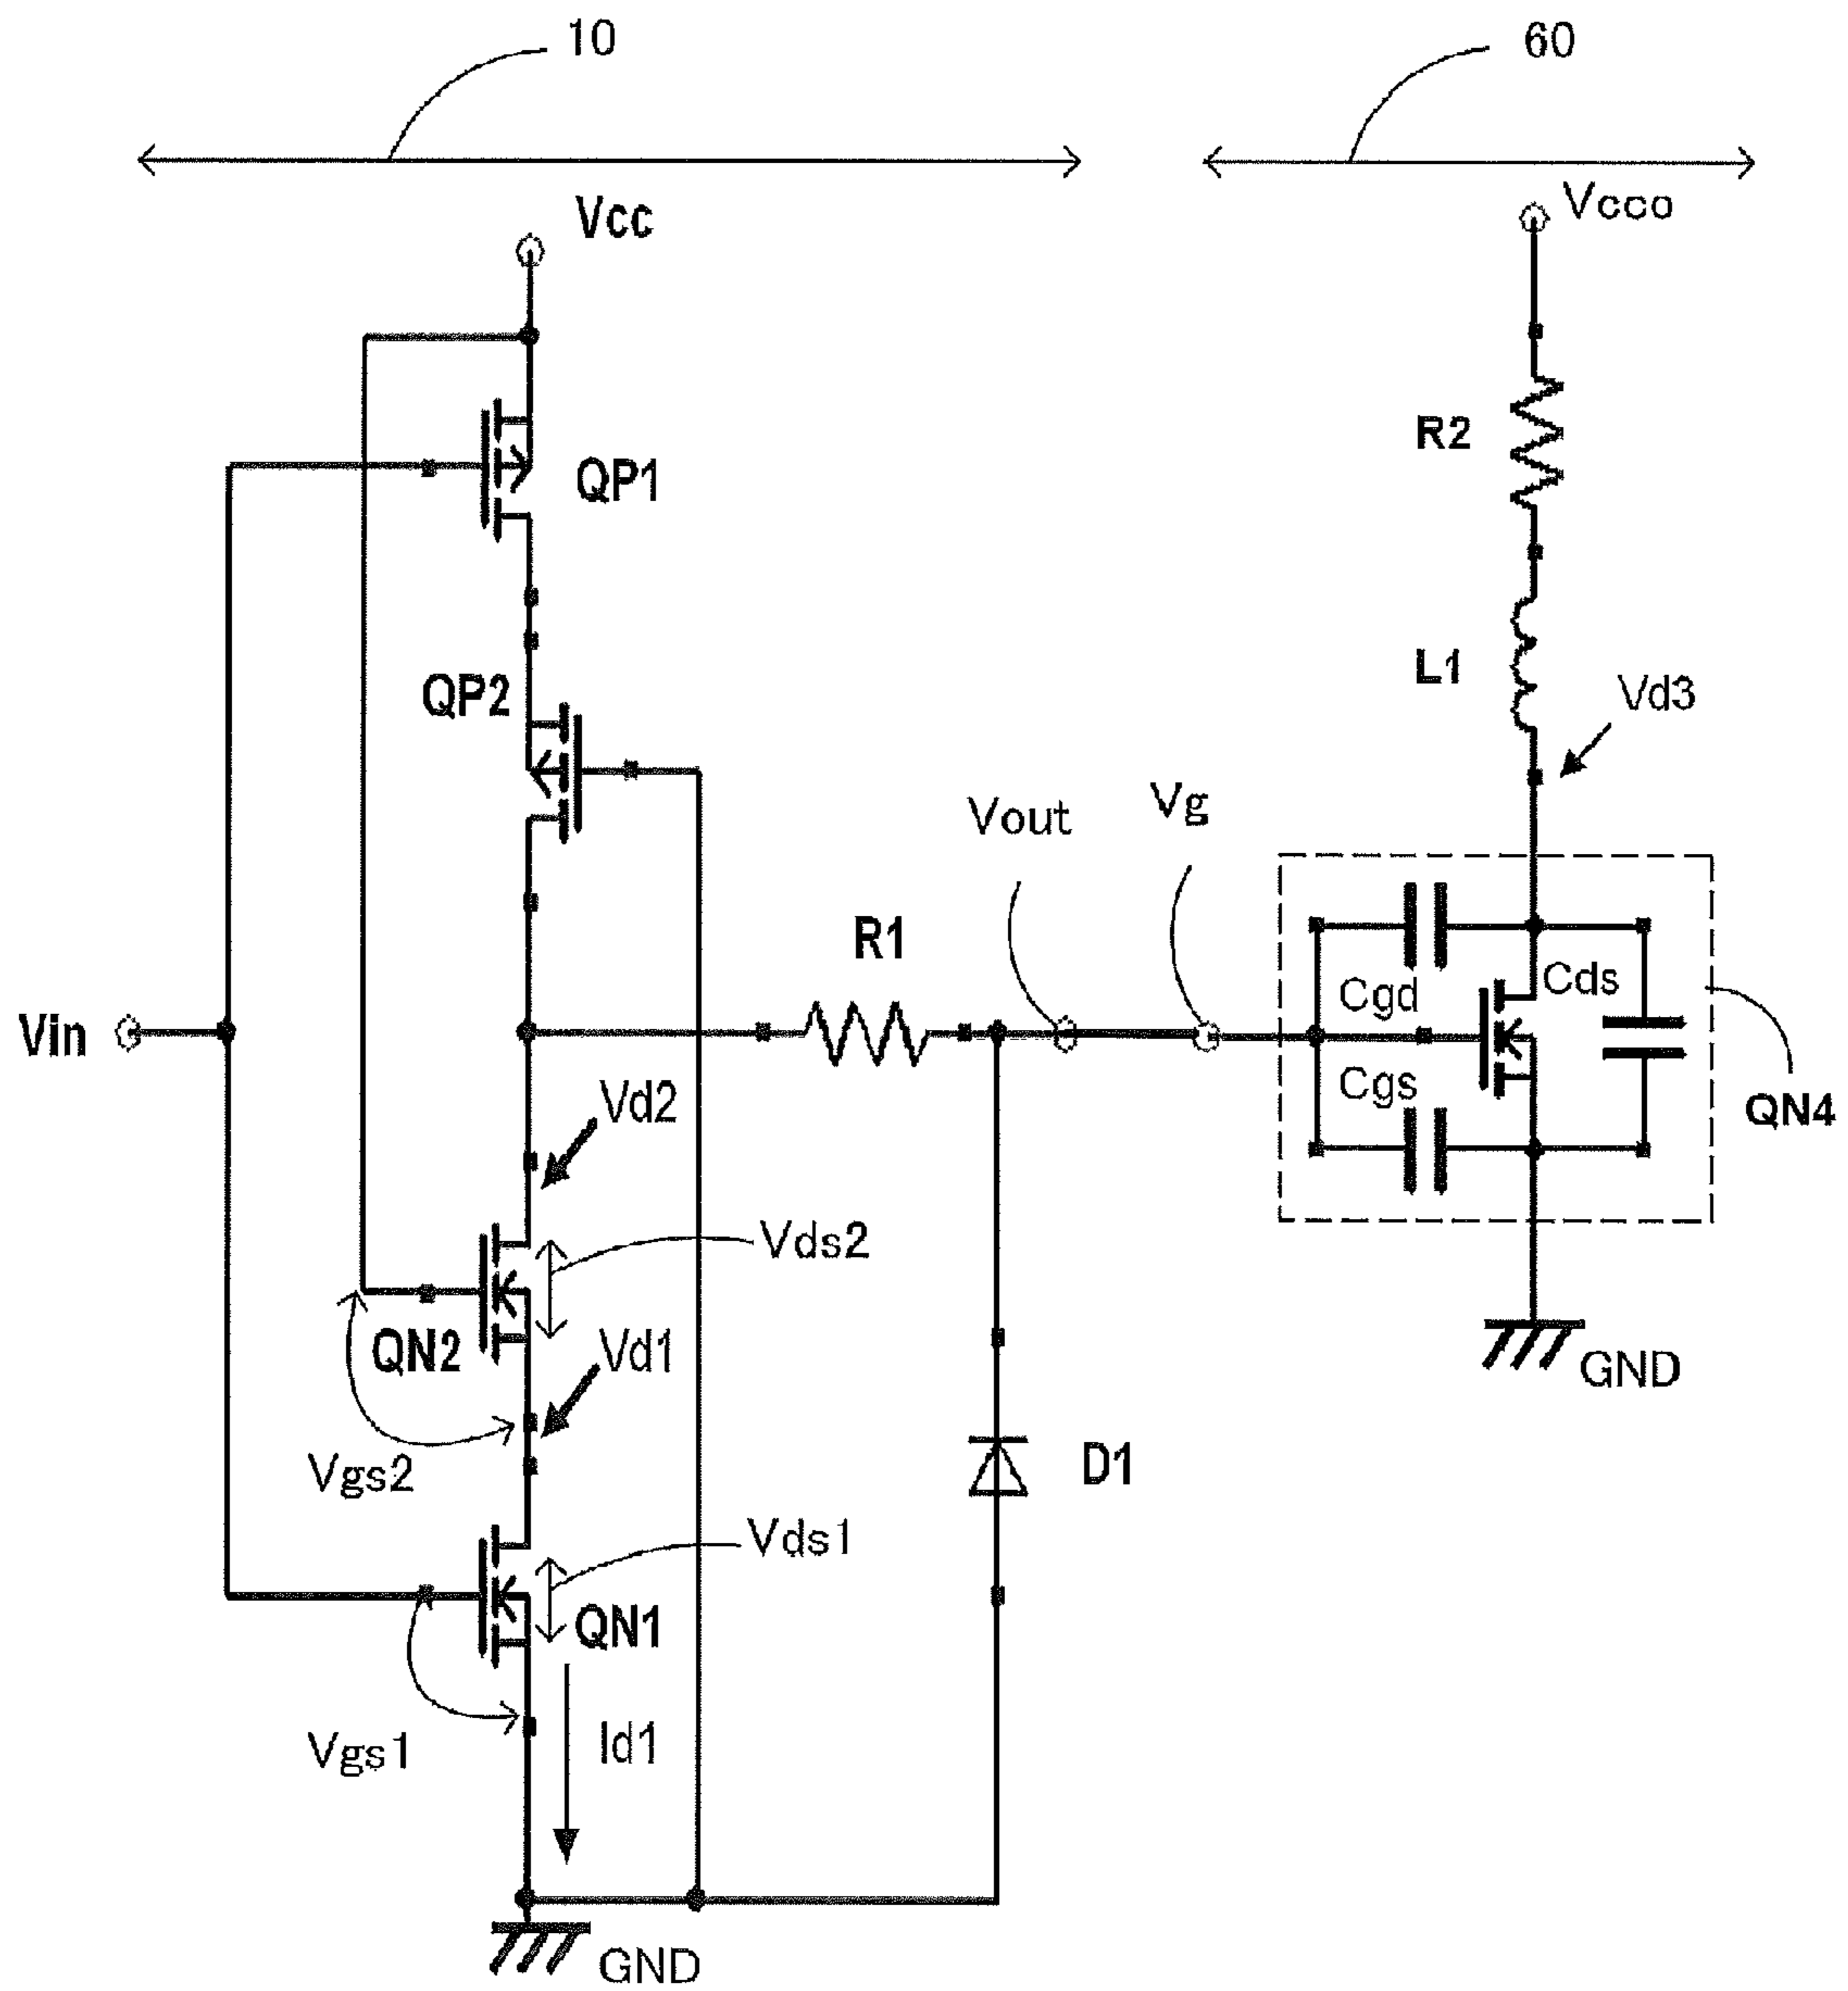 10
60
Vcc
Vcco
QP1
R2
QP2
L1
Vd3
Vout
Vg
R1
Cgd
Cds
Vin
Cgs
QN4
Vd2
Vds2
QN2
Vd1
GND
Vgs2
D1
Vds1
QN1
Vgs1
Id1
GND